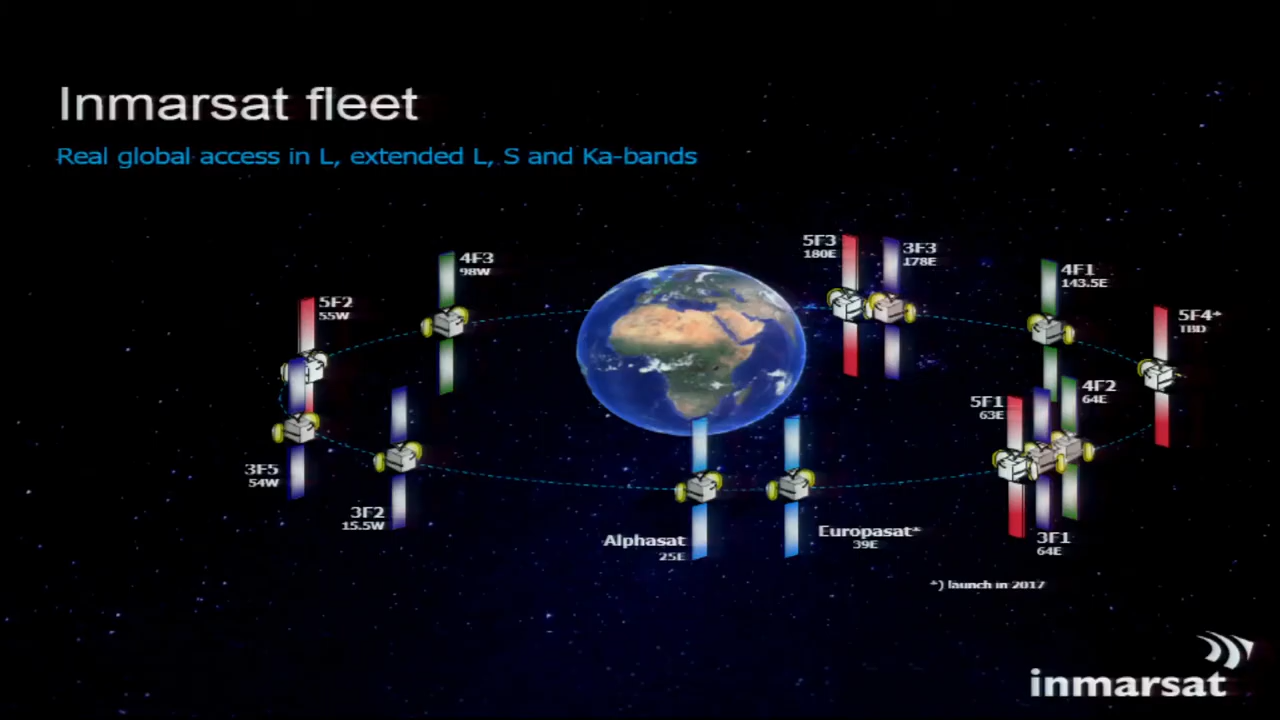 Inmarsat fleet
Real global access in L, extended L, S and Ka-bands
5F3
180E
3F3
178E
4F3
98W
4F1
143.5E
5F2
55W
5F4*
TBD
4F2
64E
5F1
63E
3F5
54W
3F2
15.5W
Alphasat
25E
Europasat*
39E
3F1
64E
*) launch in 2017
inmarsat